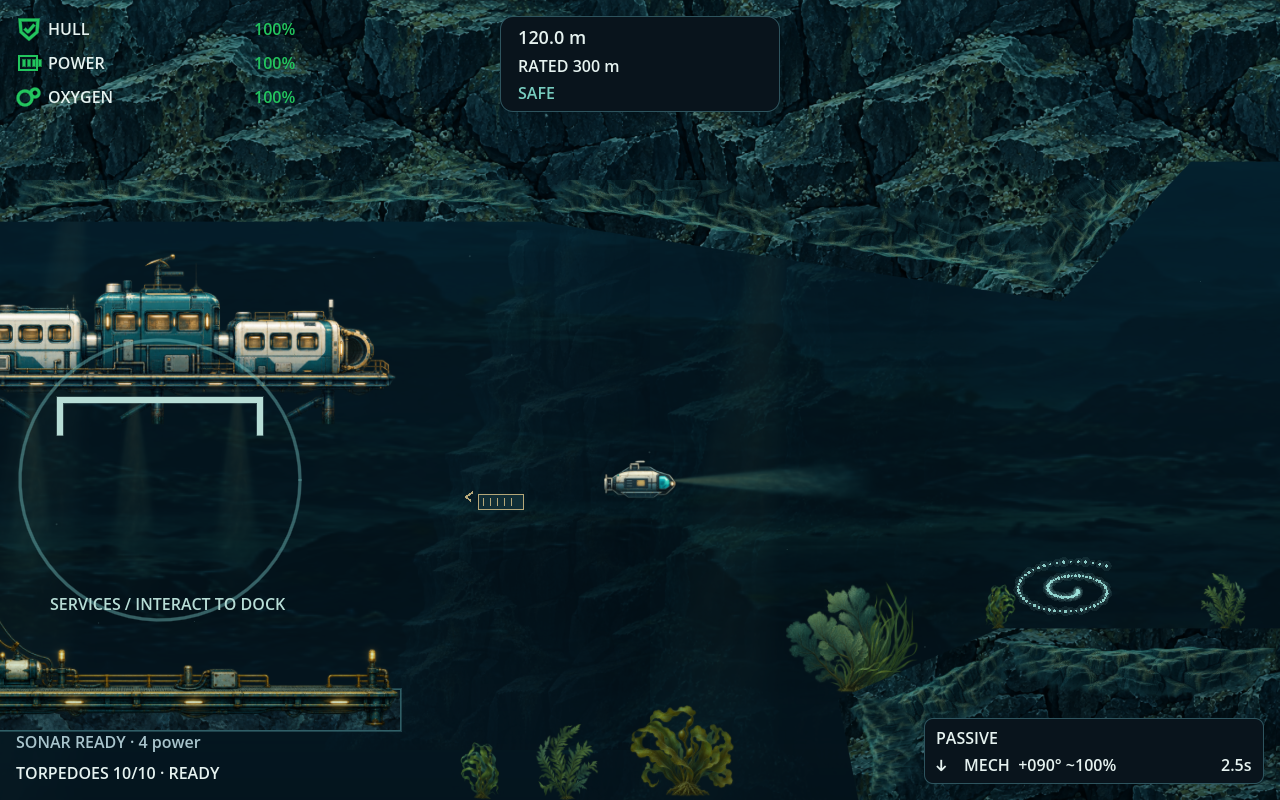 HULL 100%
POWER 100%
OXYGEN 100%
120.0 m
RATED 300 m
SAFE
SERVICES / INTERACT TO DOCK
SONAR READY · 4 power
TORPEDOES 10/10 · READY
PASSIVE
↓ MECH +090° ~100% 2.5s